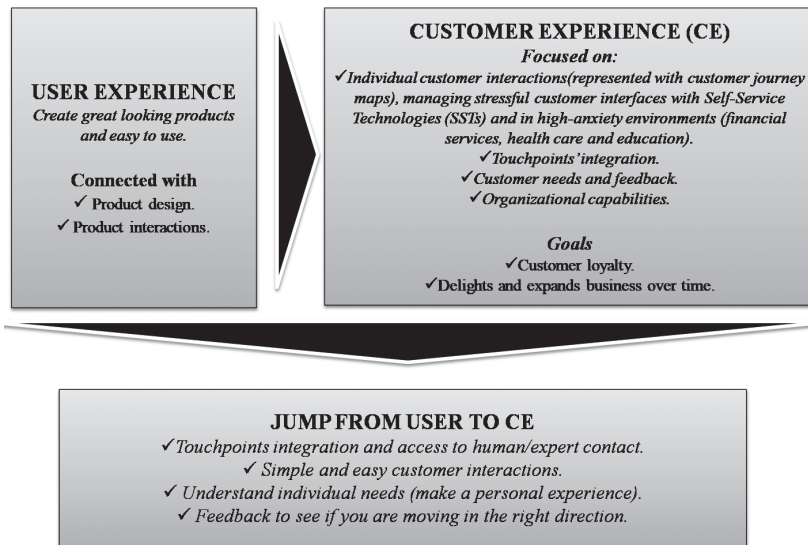 USER EXPERIENCE
Create great looking products
and easy to use.
Connected with
✓ Product design.
✓ Product interactions.
CUSTOMER EXPERIENCE (CE)
Focused on:
✓Individual customer interactions(represented with customer journey
maps), managing stressful customer interfaces with Self-Service
Technologies (SSTs) and in high-anxiety environments (financial
services, health care and education).
✓Touchpoints' integration.
✓Customer needs and feedback.
✓Organizational capabilities.
Goals
✓Customer loyalty.
✓Delights and expands business over time.
JUMP FROM USER TO CE
✓Touchpoints integration and access to human/expert contact.
✓ Simple and easy customer interactions.
✓ Understand individual needs (make a personal experience).
✓ Feedback to see if you are moving in the right direction.